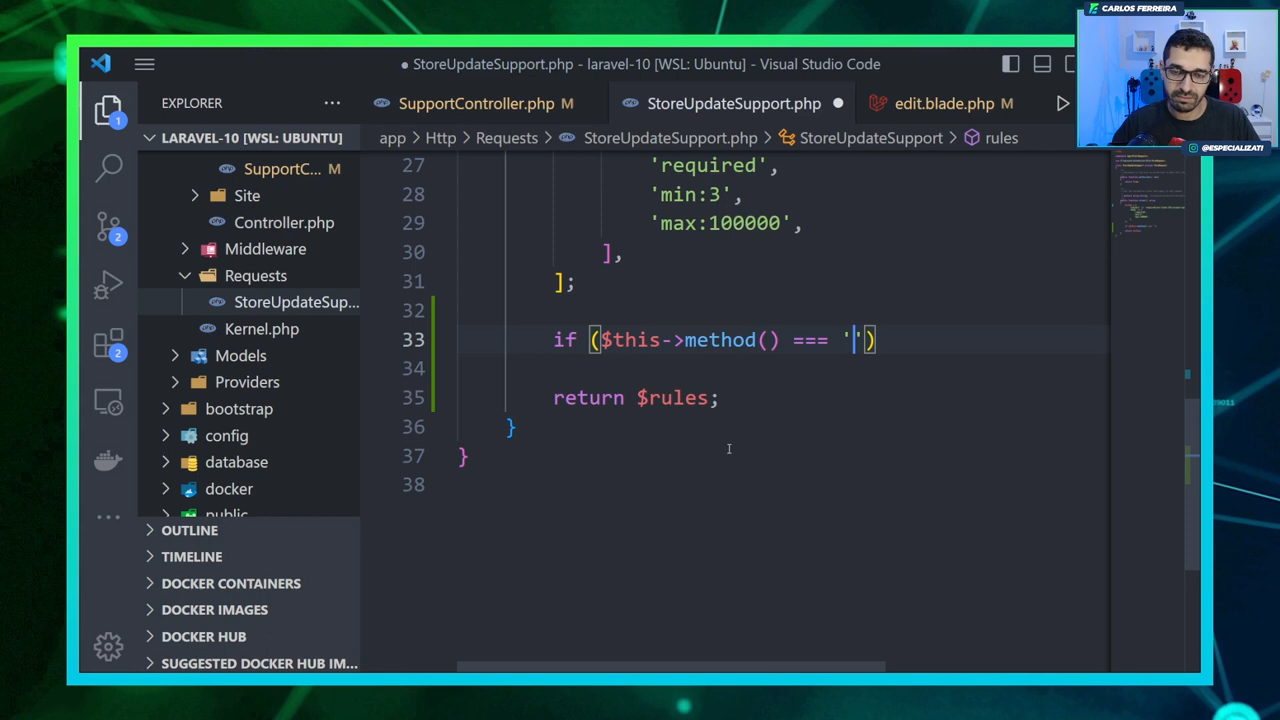 CARLOS FERREIRA
@ESPECIALIZATI
● StoreUpdateSupport.php - laravel-10 [WSL: Ubuntu] - Visual Studio Code
EXPLORER
SupportController.php M
StoreUpdateSupport.php
edit.blade.php M
LARAVEL-10 [WSL: UBUNTU]
app > Http > Requests > StoreUpdateSupport.php > StoreUpdateSupport > rules
1
2
2
SupportC... M
Site
Controller.php
Middleware
Requests
StoreUpdateSup...
Kernel.php
Models
Providers
bootstrap
config
database
docker
public
OUTLINE
TIMELINE
DOCKER CONTAINERS
DOCKER IMAGES
DOCKER HUB
SUGGESTED DOCKER HUB IM...
'required',
28 'min:3',
29 'max:100000',
30 ],
31 ];
32
33 if ($this->method() === '')
34
35 return $rules;
36 }
37 }
38